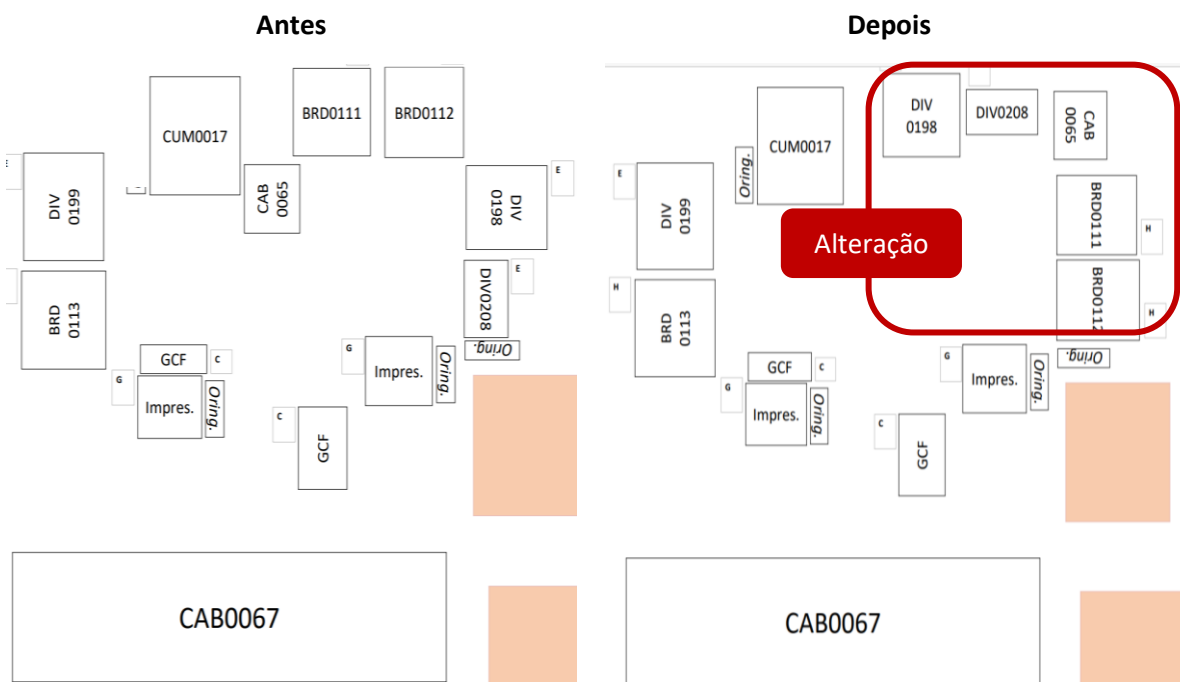 Antes
BRD0111
BRD0112
CUM0017
E
DIV
0199
CAB
0065
DIV
0198
E
BRD
0113
DIV0208
E
Oring.
GCF
C
G
Impres.
Oring.
G
Impres.
Oring.
C
GCF
CAB0067
Depois
DIV
0198
DIV0208
CAB
0065
CUM0017
Oring.
E
DIV
0199
BRD0111
H
Alteração
H
BRD
0113
BRD0112
H
Oring.
GCF
C
G
Impres.
Oring.
G
Impres.
Oring.
C
GCF
CAB0067